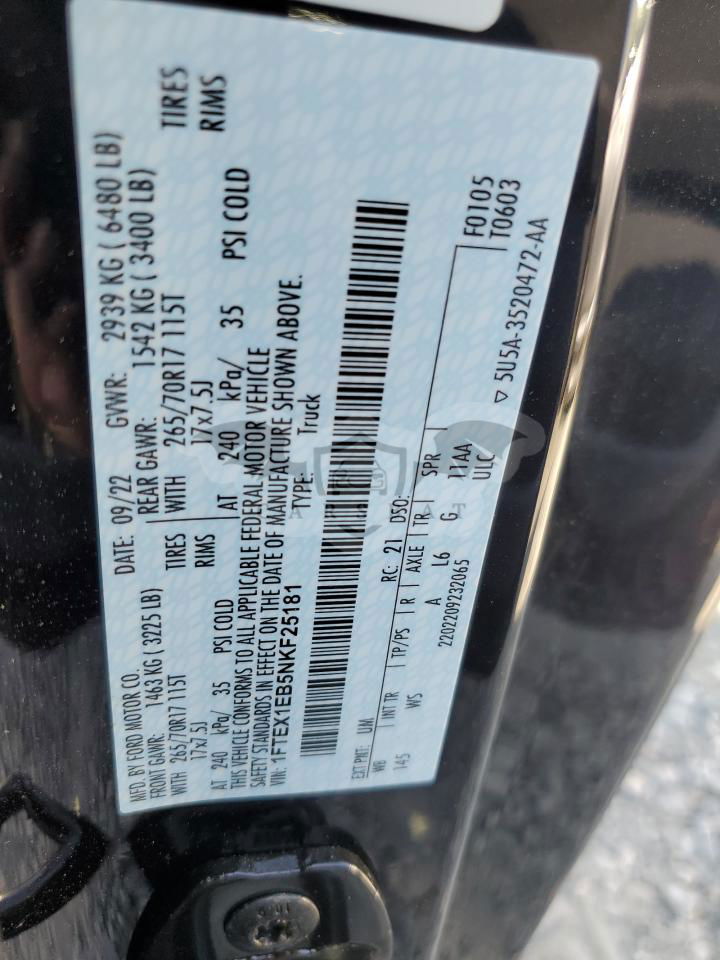 MFD. BY FORD MOTOR CO. DATE: 09/22 GVWR: 2939 KG ( 6480 LB)
FRONT GAWR: 1463 KG ( 3225 LB) REAR GAWR: 1542 KG ( 3400 LB)
WITH 265/70R17 115T TIRES WITH 265/70R17 115T TIRES
17x7.5J RIMS 17x7.5J RIMS
AT 240 kPa/ 35 PSI COLD AT 240 kPa/ 35 PSI COLD
THIS VEHICLE CONFORMS TO ALL APPLICABLE FEDERAL MOTOR VEHICLE
SAFETY STANDARDS IN EFFECT ON THE DATE OF MANUFACTURE SHOWN ABOVE.
VIN: 1FTEX1EB5NKF25181 TYPE: Truck
F0105
EXT PNT: UM RC: 21 DSO: T0603
WB INT TR TP/PS R AXLE TR SPR
145 WS A L6 G 11AA
2202209232065 ULC
▽ 5U5A-3520472-AA